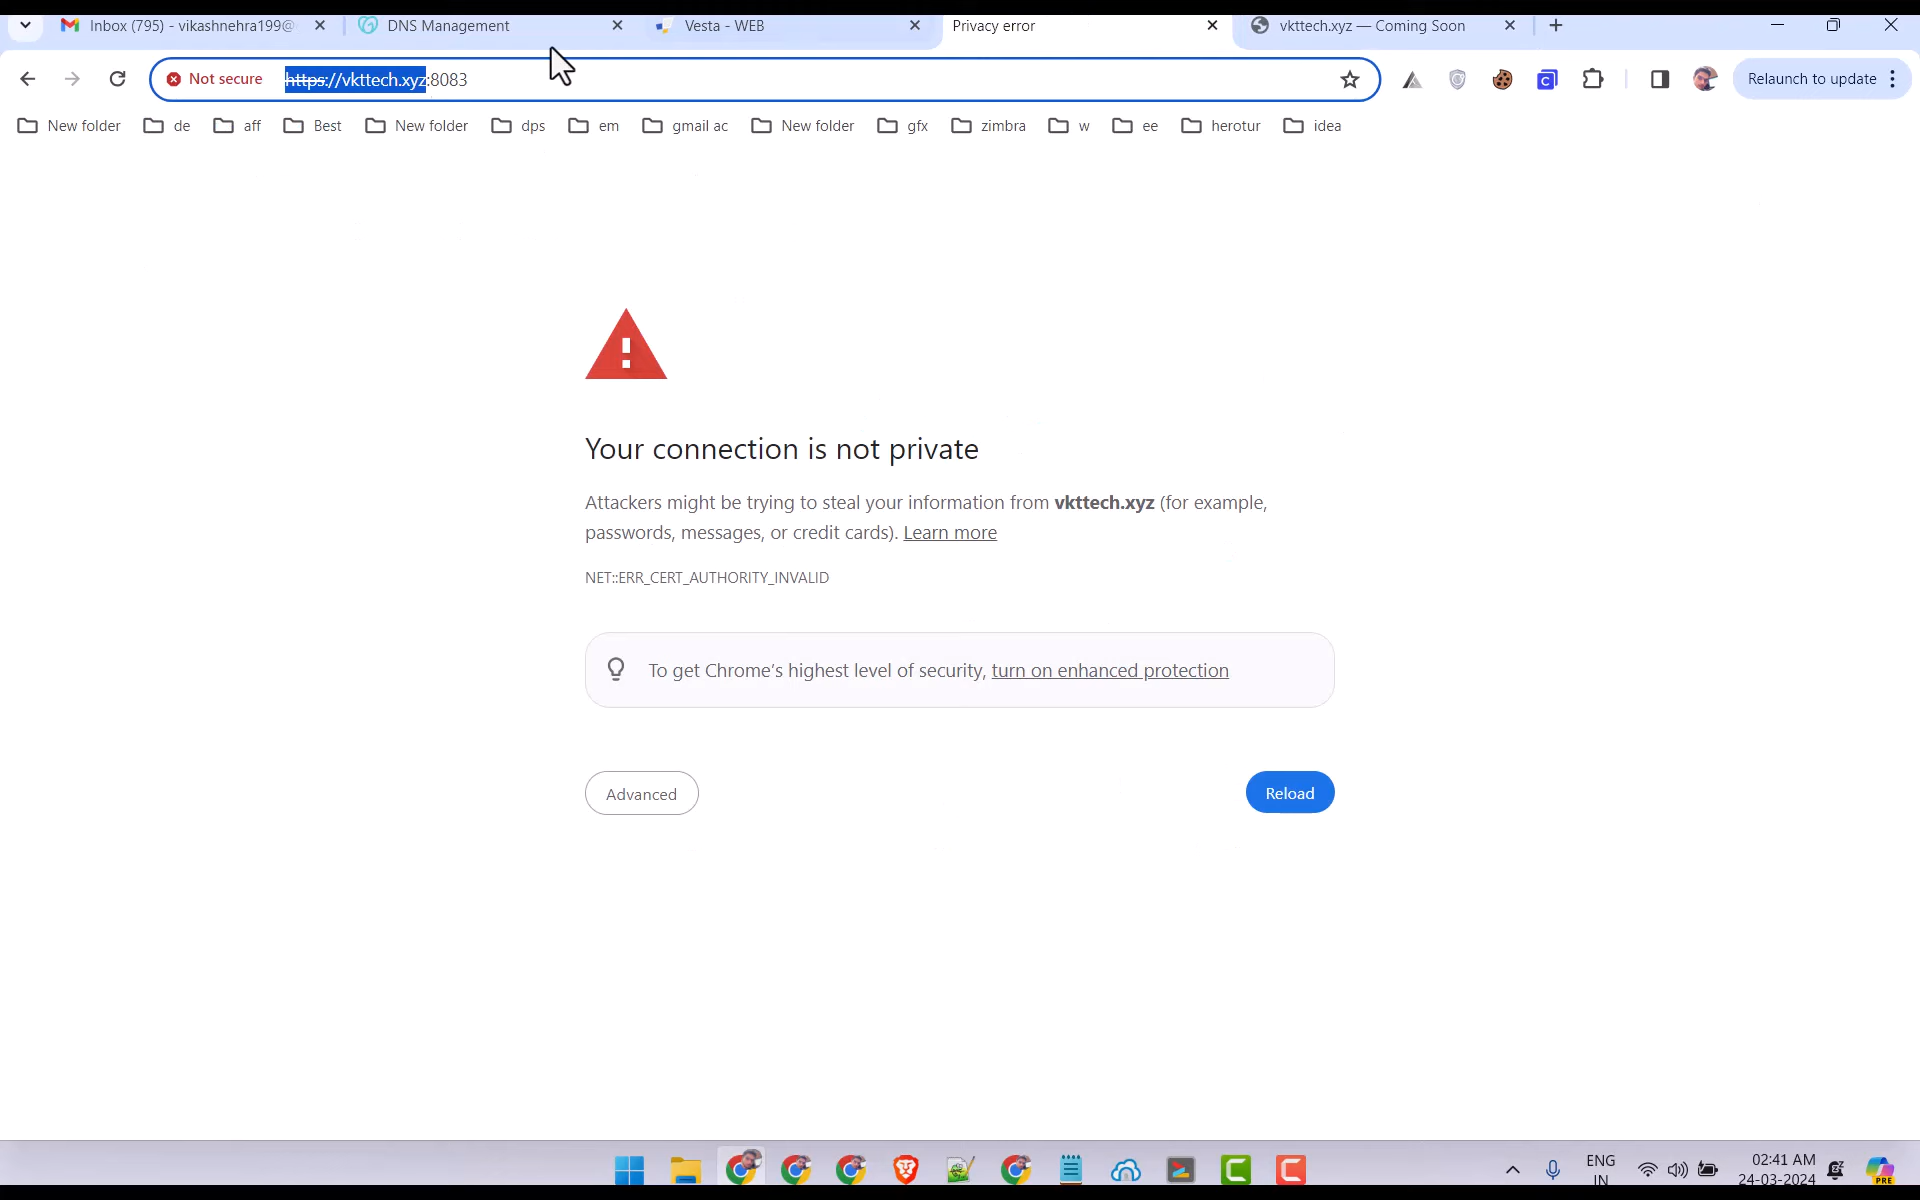 Inbox (795) - vikashnehra199@
DNS Management
Vesta - WEB
Privacy error
vkttech.xyz — Coming Soon
Not secure
https://vkttech.xyz:8083
Relaunch to update
New folder
de
aff
Best
New folder
dps
em
gmail ac
New folder
gfx
zimbra
w
ee
herotur
idea
Your connection is not private
Attackers might be trying to steal your information from vkttech.xyz (for example,
passwords, messages, or credit cards). Learn more
NET::ERR_CERT_AUTHORITY_INVALID
To get Chrome's highest level of security, turn on enhanced protection
Advanced
Reload
ENG
IN
02:41 AM
24-03-2024
PRE